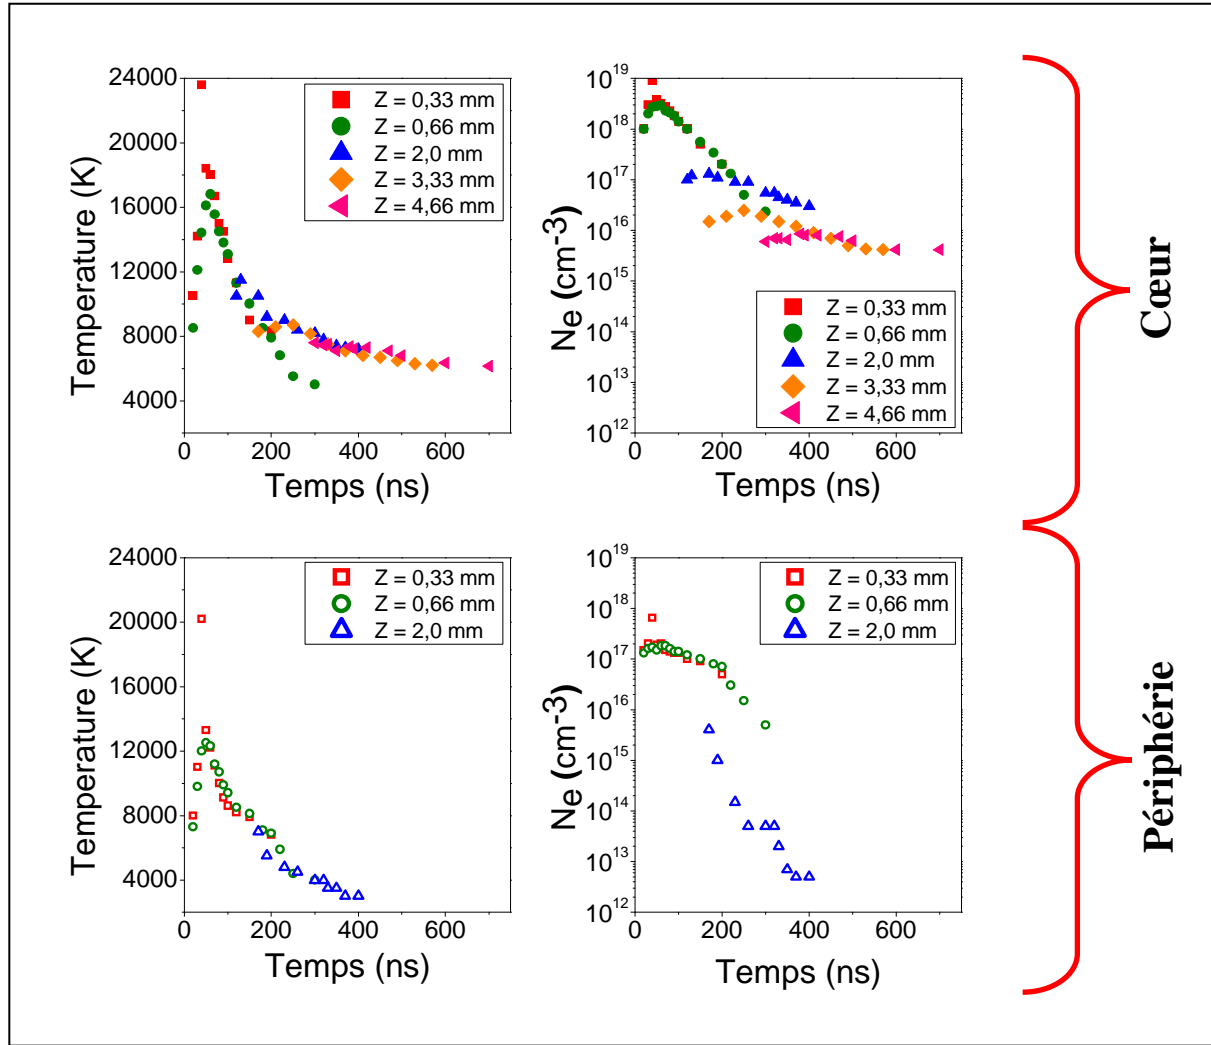 24000
20000
16000
12000
8000
4000
0 200 400 600
Temperature (K)
Temps (ns)
Z = 0,33 mm
Z = 0,66 mm
Z = 2,0 mm
Z = 3,33 mm
Z = 4,66 mm
10^19
10^18
10^17
10^16
10^15
10^14
10^13
10^12
0 200 400 600
Ne (cm-3)
Temps (ns)
Z = 0,33 mm
Z = 0,66 mm
Z = 2,0 mm
Z = 3,33 mm
Z = 4,66 mm
Cœur
24000
20000
16000
12000
8000
4000
0 200 400 600
Temperature (K)
Temps (ns)
Z = 0,33 mm
Z = 0,66 mm
Z = 2,0 mm
10^19
10^18
10^17
10^16
10^15
10^14
10^13
10^12
0 200 400 600
Ne (cm-3)
Temps (ns)
Z = 0,33 mm
Z = 0,66 mm
Z = 2,0 mm
Périphérie